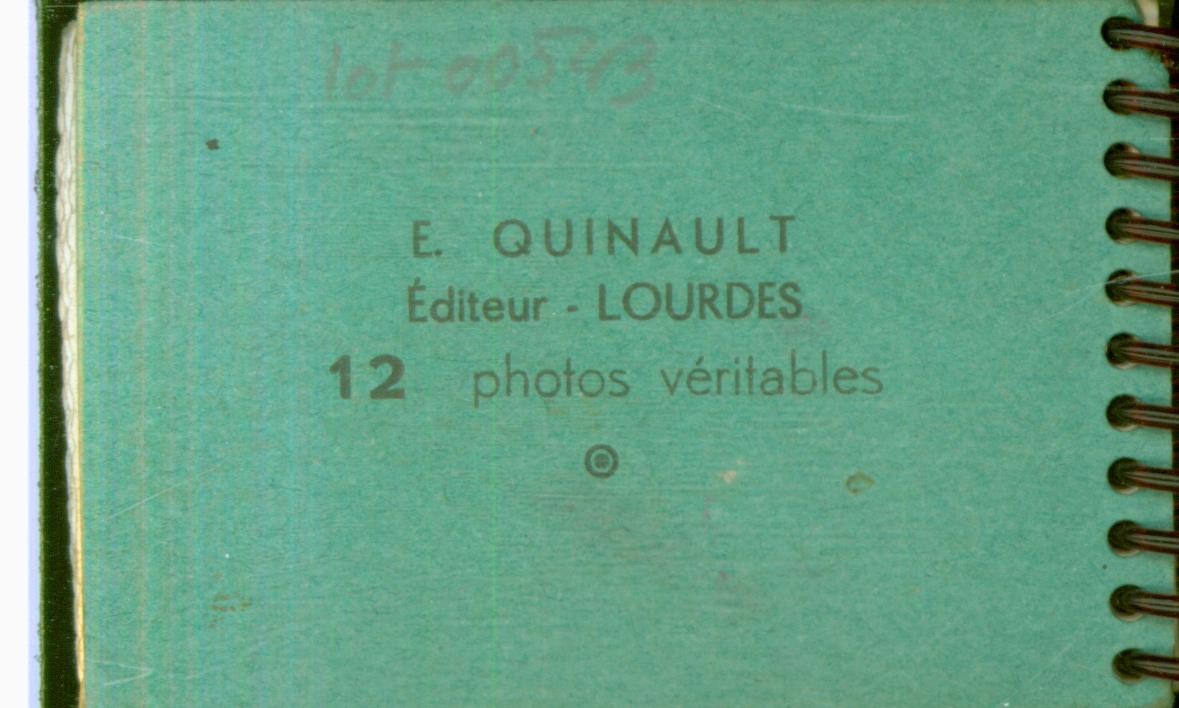 lot 00543
E. QUINAULT
Éditeur - LOURDES
12 photos véritables